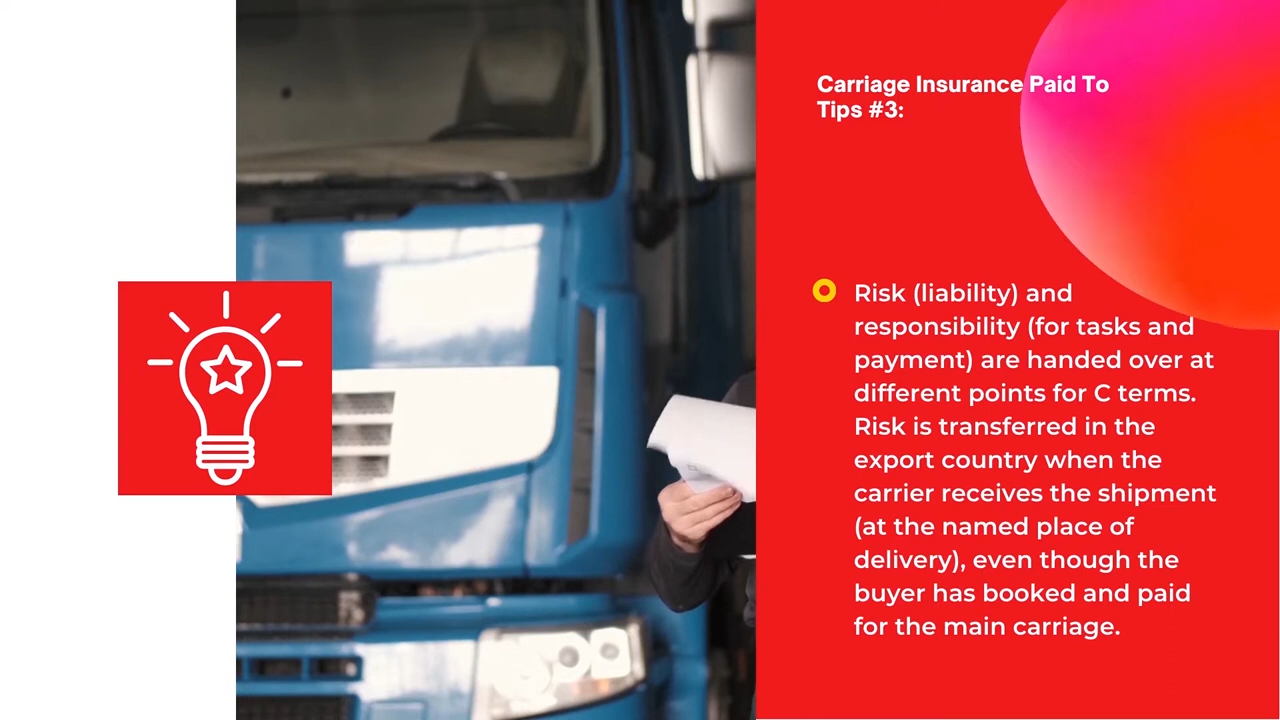 Carriage Insurance Paid To
Tips #3:
Risk (liability) and
responsibility (for tasks and
payment) are handed over at
different points for C terms.
Risk is transferred in the
export country when the
carrier receives the shipment
(at the named place of
delivery), even though the
buyer has booked and paid
for the main carriage.